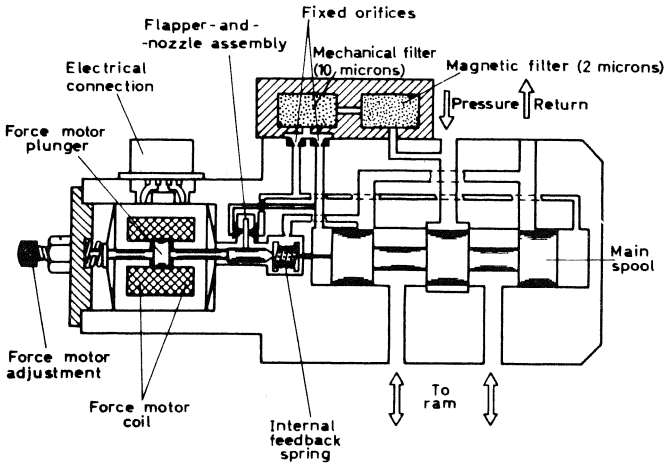 Fixed orifices
Flapper-and-
-nozzle assembly
Mechanical filter
(10 microns)
Magnetic filter (2 microns)
Electrical
connection
Pressure
Return
Force motor
plunger
Main
spool
Force motor
adjustment
Force motor
coil
Internal
feedback
spring
To
ram